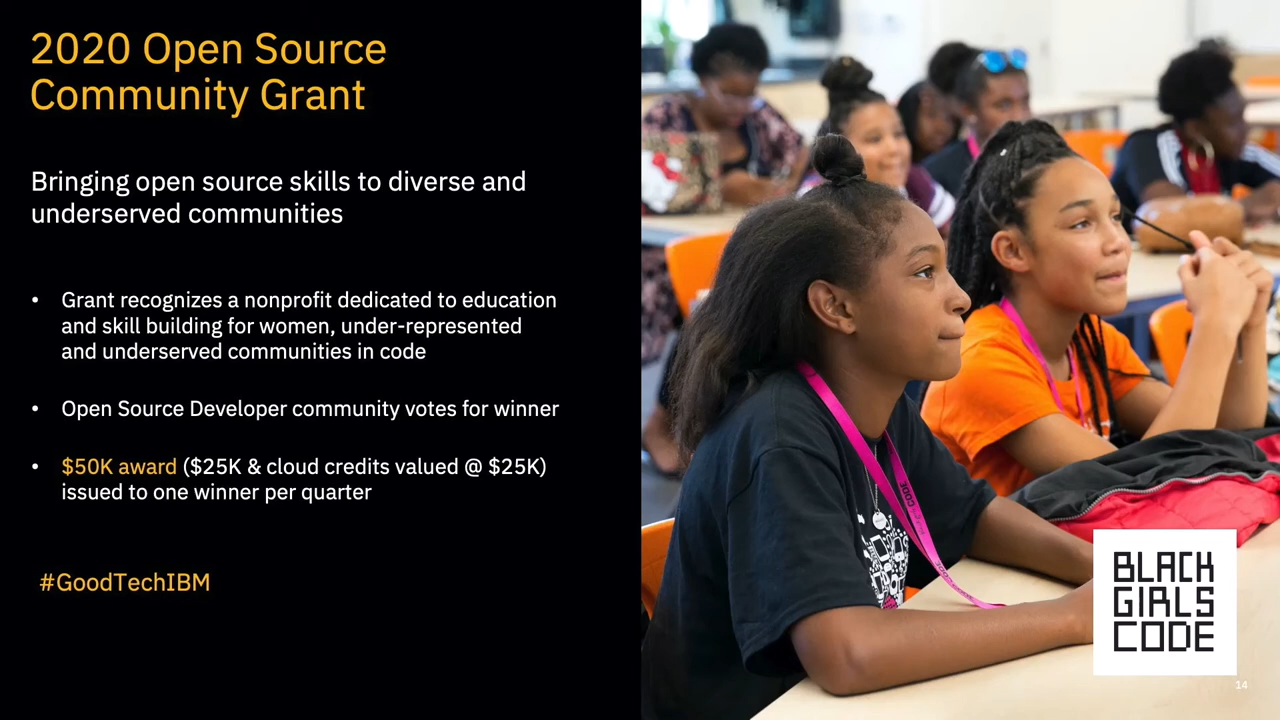 2020 Open Source
Community Grant
Bringing open source skills to diverse and
underserved communities
• Grant recognizes a nonprofit dedicated to education
and skill building for women, under-represented
and underserved communities in code
• Open Source Developer community votes for winner
• $50K award ($25K & cloud credits valued @ $25K)
issued to one winner per quarter
#GoodTechIBM
CODE
BLACK
GIRLS
CODE
14